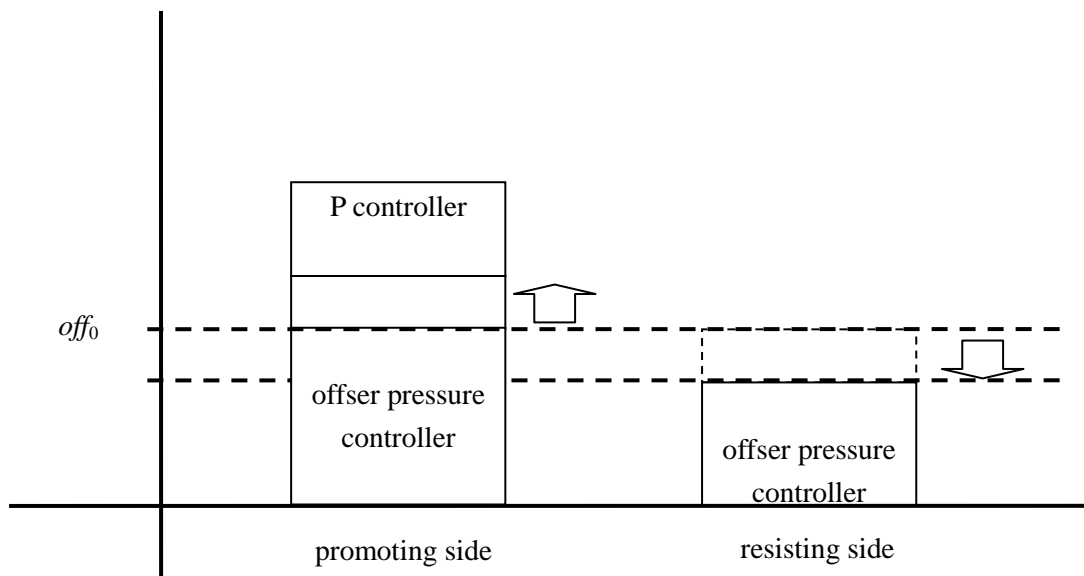 P controller
off₀
offser pressure
controller
offser pressure
controller
promoting side
resisting side